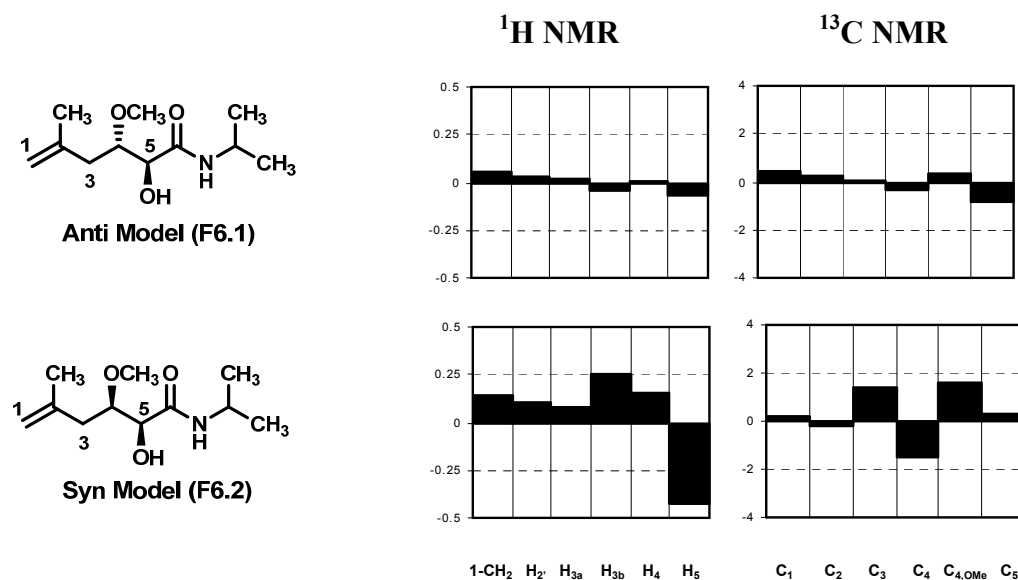 ¹H NMR
¹³C NMR
CH₃
OCH₃
O
CH₃
1
3
5
N
H
CH₃
OH
Anti Model (F6.1)
0.5
0.25
0
-0.25
-0.5
4
2
0
-2
-4
CH₃
OCH₃
O
CH₃
1
3
5
N
H
CH₃
OH
Syn Model (F6.2)
0.5
0.25
0
-0.25
-0.5
4
2
0
-2
-4
1-CH₂ H₂' H₃ₐ H₃b H₄ H₅
C₁ C₂ C₃ C₄ C₄,OMe C₅